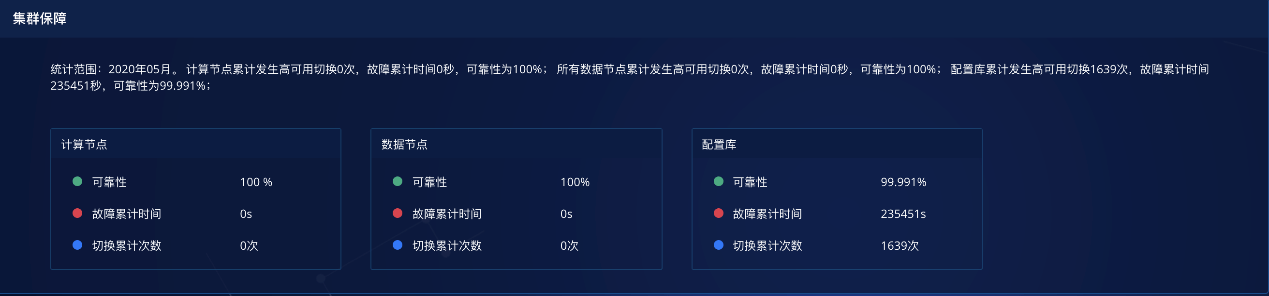 集群保障
统计范围：2020年05月。 计算节点累计发生高可用切换0次，故障累计时间0秒，可靠性为100%； 所有数据节点累计发生高可用切换0次，故障累计时间0秒，可靠性为100%； 配置库累计发生高可用切换1639次，故障累计时间
235451秒，可靠性为99.991%；
计算节点
可靠性 100 %
故障累计时间 0s
切换累计次数 0次
数据节点
可靠性 100%
故障累计时间 0s
切换累计次数 0次
配置库
可靠性 99.991%
故障累计时间 235451s
切换累计次数 1639次